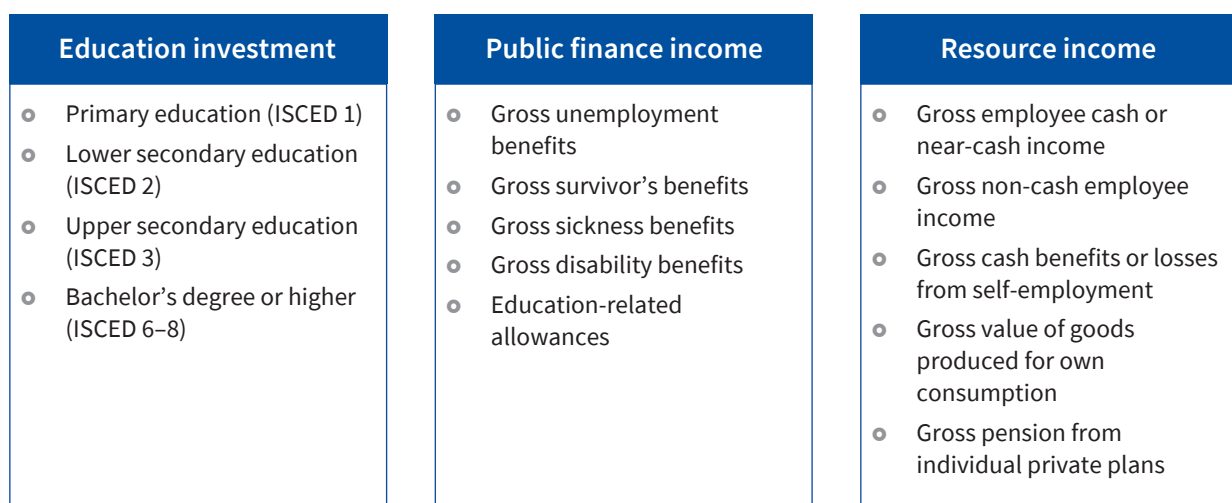 Education investment
Primary education (ISCED 1)
Lower secondary education
(ISCED 2)
Upper secondary education
(ISCED 3)
Bachelor's degree or higher
(ISCED 6–8)
Public finance income
Gross unemployment
benefits
Gross survivor's benefits
Gross sickness benefits
Gross disability benefits
Education-related
allowances
Resource income
Gross employee cash or
near-cash income
Gross non-cash employee
income
Gross cash benefits or losses
from self-employment
Gross value of goods
produced for own
consumption
Gross pension from
individual private plans